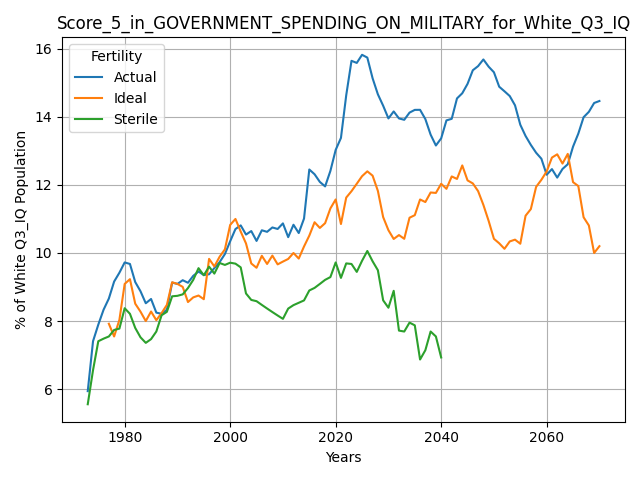 Score_5_in_GOVERNMENT_SPENDING_ON_MILITARY_for_White_Q3_IQ
Fertility
Actual
Ideal
Sterile
% of White Q3_IQ Population
16
14
12
10
8
6
1980
2000
2020
2040
2060
Years